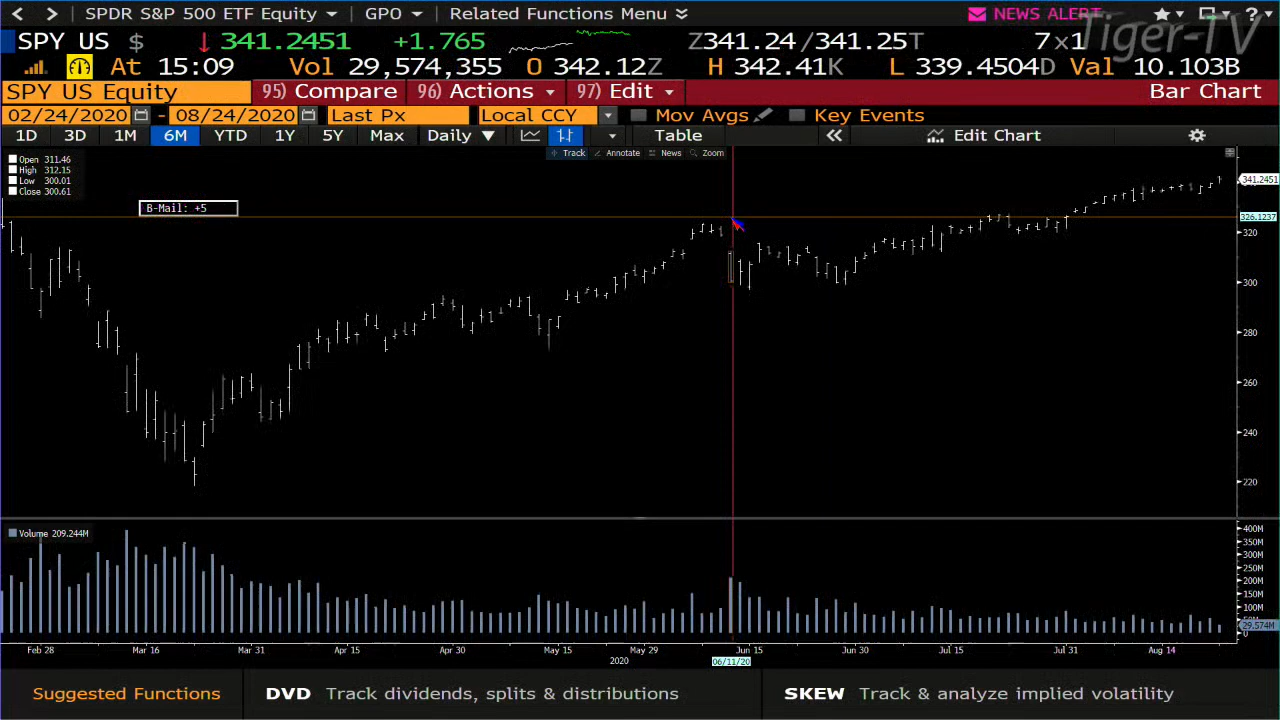 SPDR S&P 500 ETF Equity GPO Related Functions Menu NEWS ALERT ?
Tiger-TV
SPY US $ ↓ 341.2451 +1.765 Z341.24 /341.25T 7x1
At 15:09 Vol 29,574,355 O 342.12Z H 342.41K L 339.4504D Val 10.103B
SPY US Equity 95) Compare 96) Actions 97) Edit Bar Chart
02/24/2020 - 08/24/2020 Last Px Local CCY Mov Avgs Key Events
1D 3D 1M 6M YTD 1Y 5Y Max Daily ▼ Table « Edit Chart
Track Annotate News Zoom
Open 311.46
High 312.15
Low 300.01
Close 300.61
341.2451
B-Mail: +5
326.1237
320
300
280
260
240
220
Volume 209.244M
400M
350M
300M
250M
200M
150M
100M
29.574M
0
Feb 28 Mar 16 Mar 31 Apr 15 Apr 30 May 15 May 29 Jun 15 Jun 30 Jul 15 Jul 31 Aug 14
2020 06/11/20
Suggested Functions DVD Track dividends, splits & distributions SKEW Track & analyze implied volatility